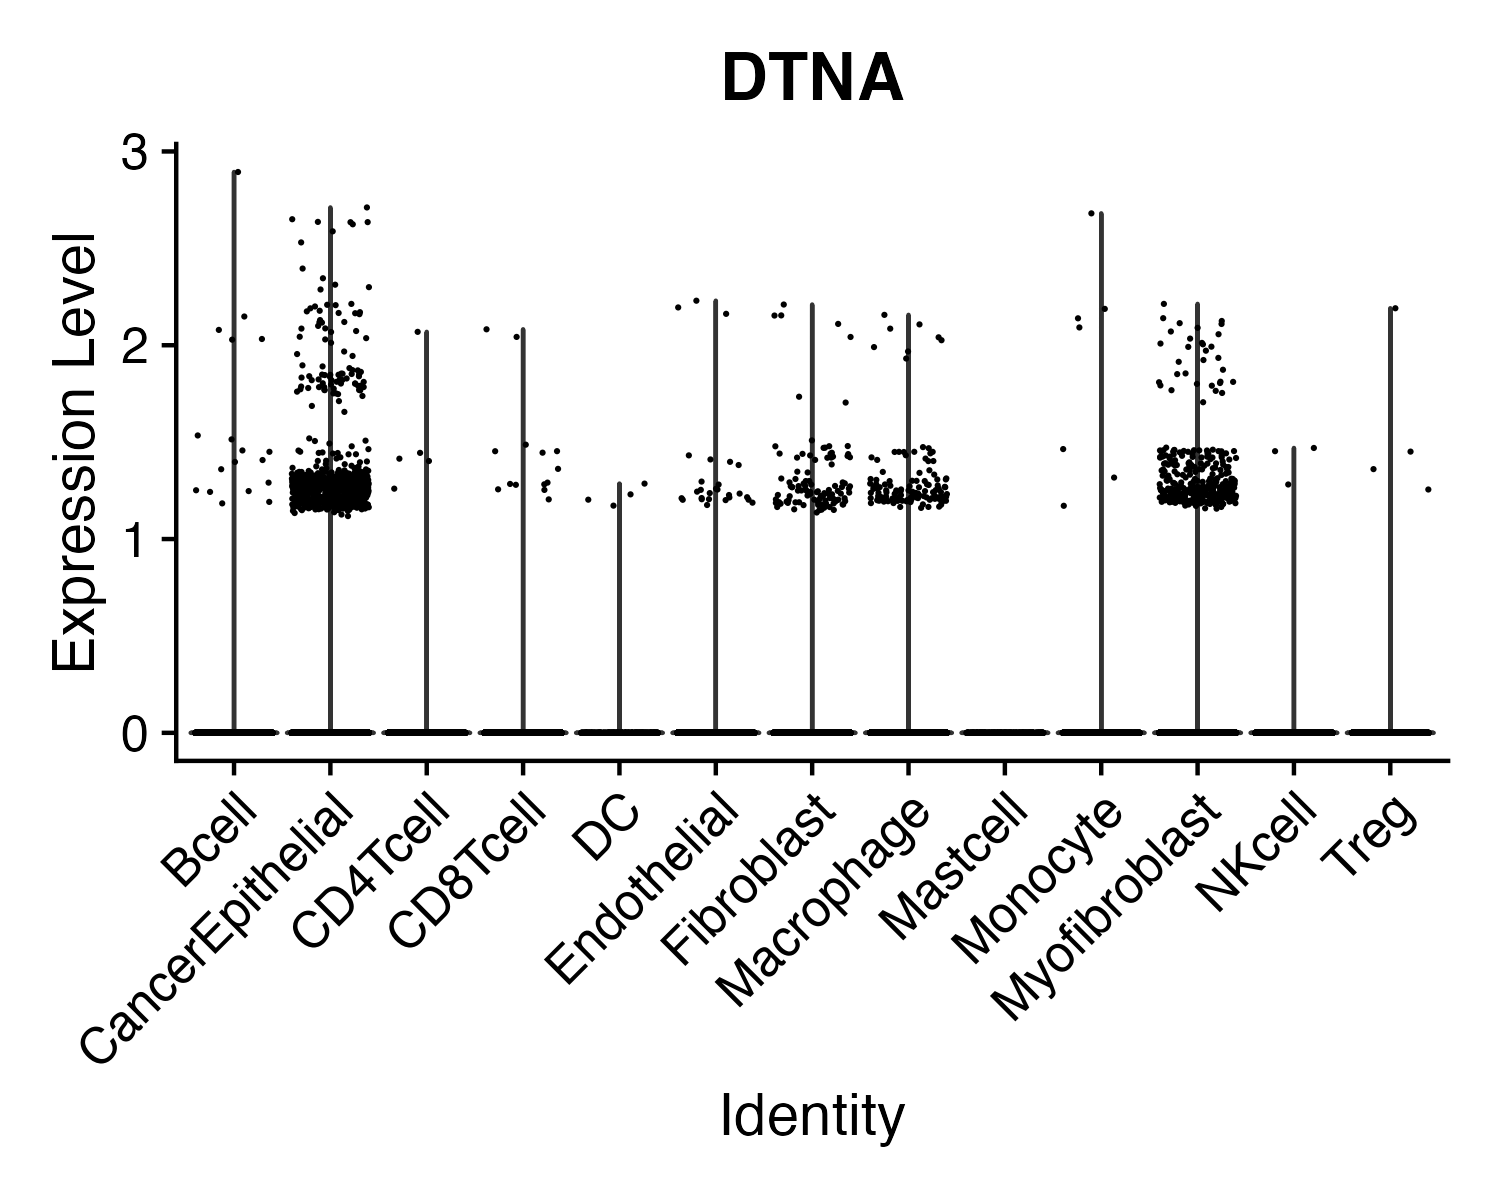 DTNA
Expression Level
3
2
1
0
Bcell
CancerEpithelial
CD4Tcell
CD8Tcell
DC
Endothelial
Fibroblast
Macrophage
Mastcell
Monocyte
Myofibroblast
NKcell
Treg
Identity